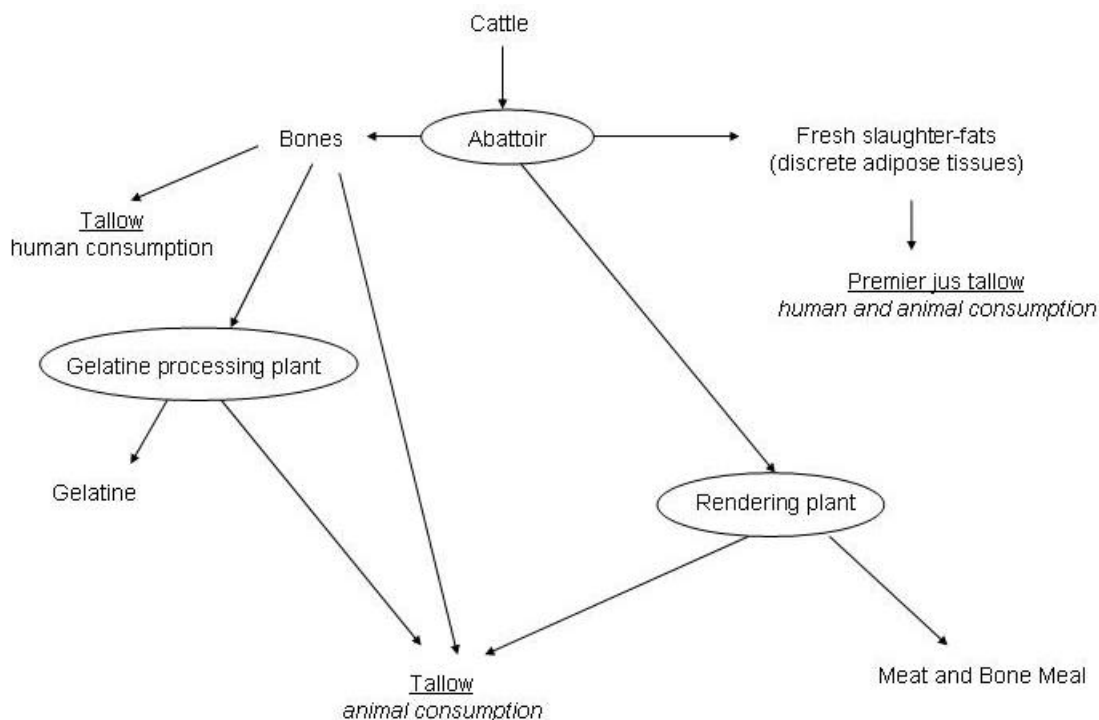 Cattle
Bones
Abattoir
Fresh slaughter-fats
(discrete adipose tissues)
Tallow
human consumption
Premier jus tallow
human and animal consumption
Gelatine processing plant
Gelatine
Rendering plant
Tallow
animal consumption
Meat and Bone Meal